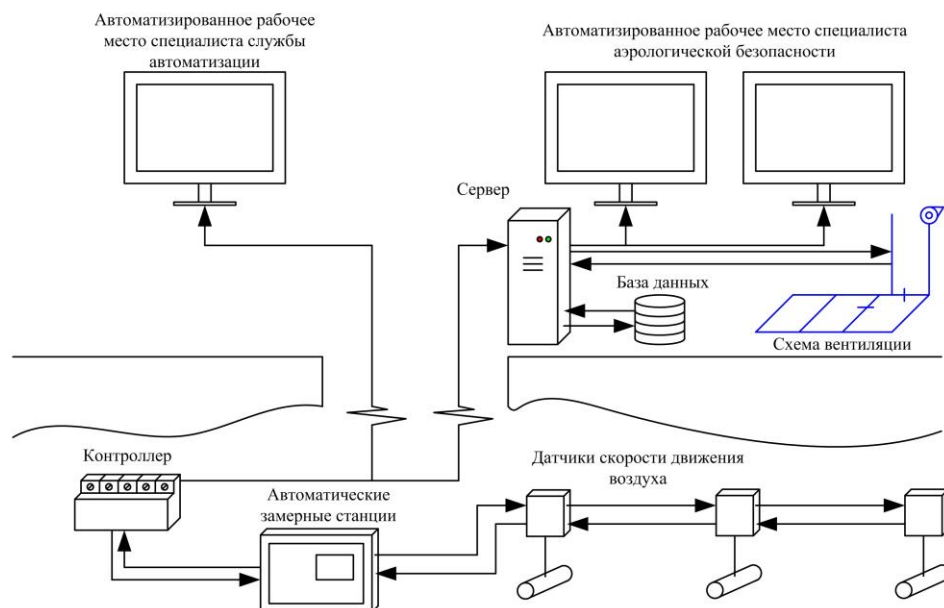 Автоматизированное рабочее
место специалиста службы
автоматизации
Автоматизированное рабочее место специалиста
аэрологической безопасности
Сервер
База данных
Схема вентиляции
Контроллер
Автоматические
замерные станции
Датчики скорости движения
воздуха